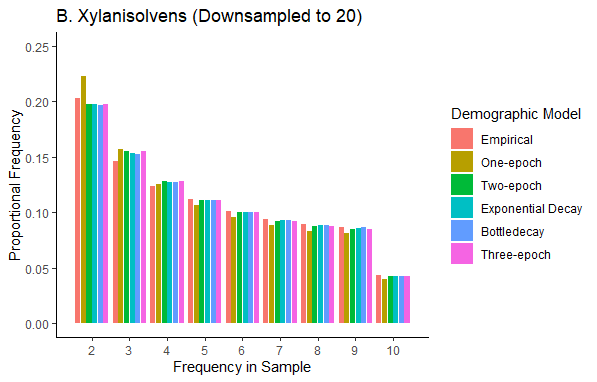 B. Xylanisolvens (Downsampled to 20)
0.25
0.20
0.15
0.10
0.05
0.00
Proportional Frequency
2 3 4 5 6 7 8 9 10
Frequency in Sample
Demographic Model
Empirical
One-epoch
Two-epoch
Exponential Decay
Bottledecay
Three-epoch